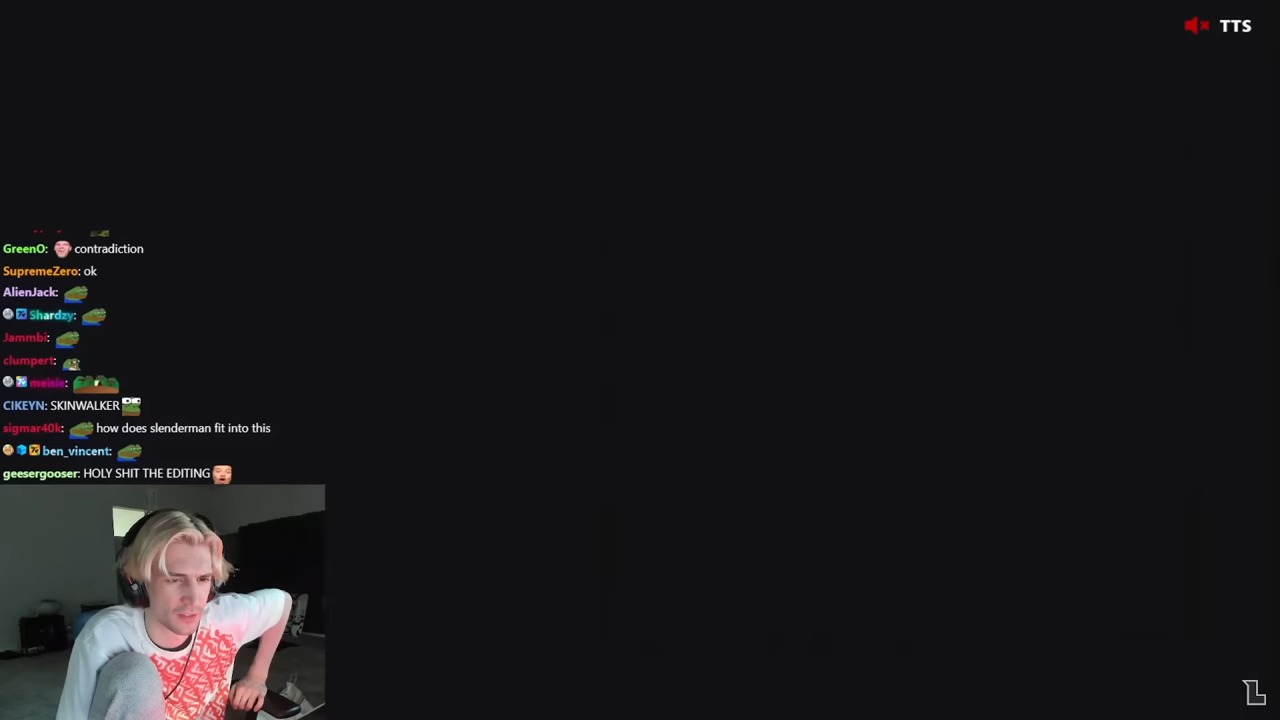 TTS
GreenO: contradiction
SupremeZero: ok
AlienJack:
Shardzy:
Jammbi:
clumpert:
meisie:
CIKEYN: SKINWALKER
sigmar40k: how does slenderman fit into this
ben_vincent:
geesergooser: HOLY SHIT THE EDITING